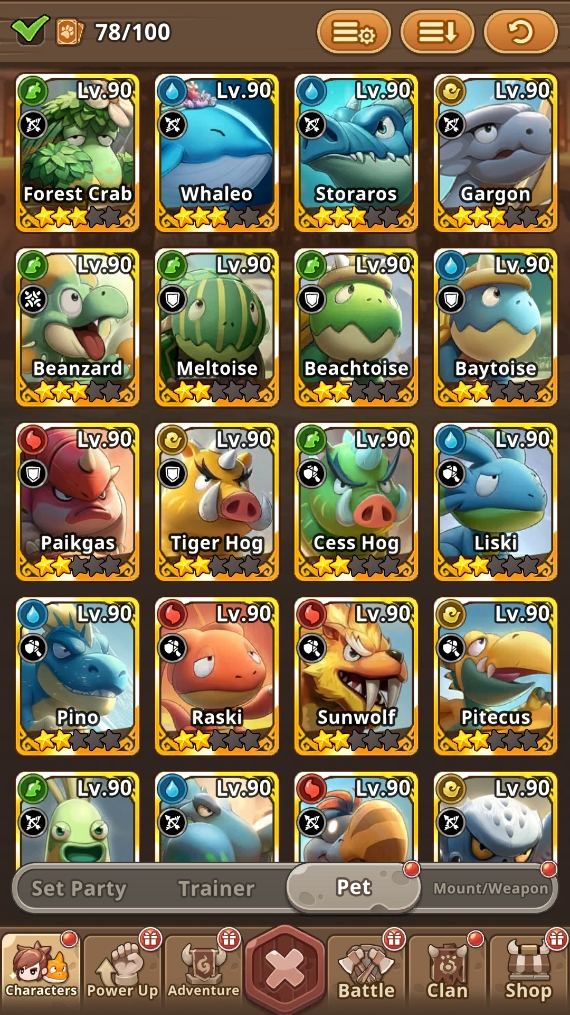 78/100
Lv.90 Lv.90 Lv.90 Lv.90
Forest Crab Whaleo Storaros Gargon
Lv.90 Lv.90 Lv.90 Lv.90
Beanzard Meltoise Beachtoise Baytoise
Lv.90 Lv.90 Lv.90 Lv.90
Paikgas Tiger Hog Cess Hog Liski
Lv.90 Lv.90 Lv.90 Lv.90
Pino Raski Sunwolf Pitecus
Lv.90 Lv.90 Lv.90 Lv.90
Set Party Trainer Pet Mount/Weapon
Characters Power Up Adventure Battle Clan Shop